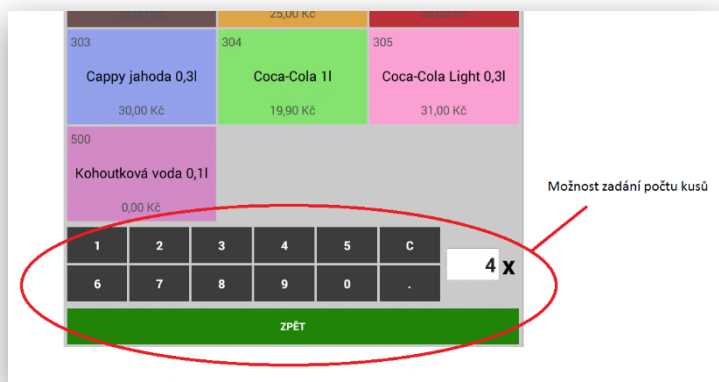 25,00 Kč
303
304
305
Cappy jahoda 0,3l
Coca-Cola 1l
Coca-Cola Light 0,3l
30,00 Kč
19,90 Kč
31,00 Kč
500
Kohoutková voda 0,1l
0,00 Kč
Možnost zadání počtu kusů
1 2 3 4 5 C
4 x
6 7 8 9 0 .
ZPĚT